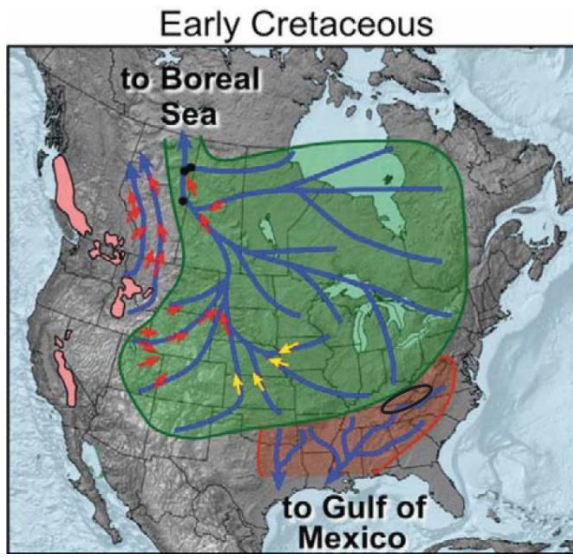 Early Cretaceous
to Boreal
Sea
to Gulf of
Mexico